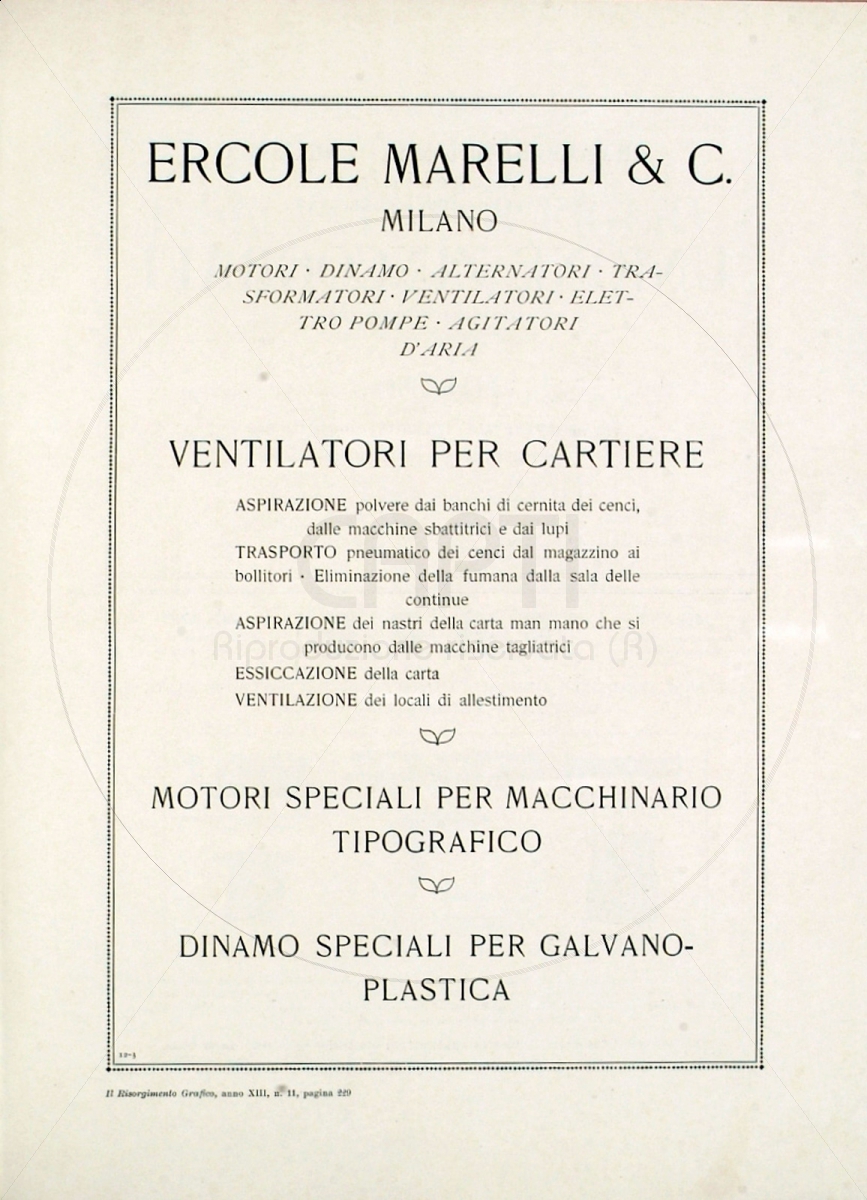 ERCOLE MARELLI & C.
MILANO
MOTORI · DINAMO · ALTERNATORI · TRA-
SFORMATORI · VENTILATORI · ELET-
TRO POMPE · AGITATORI
D'ARIA
VENTILATORI PER CARTIERE
ASPIRAZIONE polvere dai banchi di cernita dei cenci,
dalle macchine sbattitrici e dai lupi
TRASPORTO pneumatico dei cenci dal magazzino ai
bollitori · Eliminazione della fumana dalla sala delle
continue
ASPIRAZIONE dei nastri della carta man mano che si
producono dalle macchine tagliatrici
Riproduzione riservata (R)
ESSICCAZIONE della carta
VENTILAZIONE dei locali di allestimento
MOTORI SPECIALI PER MACCHINARIO
TIPOGRAFICO
DINAMO SPECIALI PER GALVANO-
PLASTICA
12-3
Il Risorgimento Grafico, anno XIII, n. 11, pagina 229